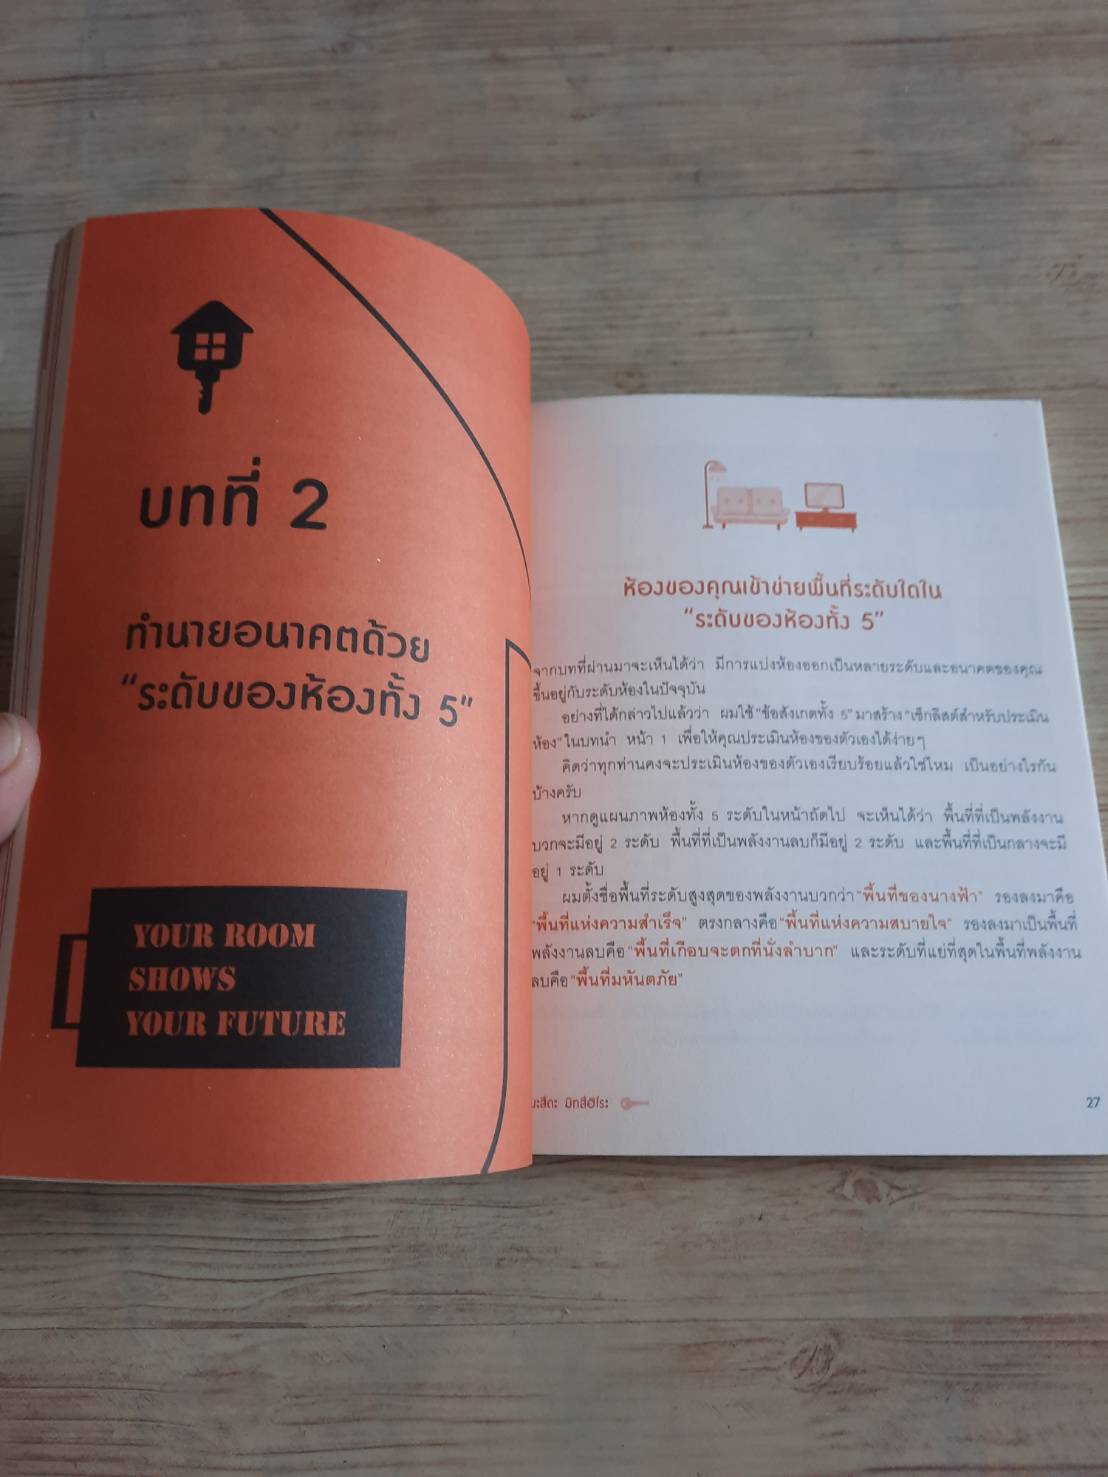 บทที่ 2
ทำนายอนาคตด้วย
“ระดับของห้องทั้ง 5”
YOUR ROOM
SHOWS
YOUR FUTURE
ห้องของคุณเข้าข่ายพื้นที่ระดับใดใน
“ระดับของห้องทั้ง 5”
จากบทที่ผ่านมาจะเห็นได้ว่า มีการแบ่งห้องออกเป็นหลายระดับและอนาคตของคุณ
ขึ้นอยู่กับระดับห้องในปัจจุบัน
อย่างที่ได้กล่าวไปแล้วว่า ผมใช้ “ข้อสังเกตทั้ง 5” มาสร้าง “เช็กลิสต์สำหรับประเมิน
ห้อง” ในบทนำ หน้า 1 เพื่อให้คุณประเมินห้องของตัวเองได้ง่ายๆ
คิดว่าทุกท่านคงจะประเมินห้องของตัวเองเรียบร้อยแล้วใช่ไหม เป็นอย่างไรกัน
บ้างครับ
หากดูแผนภาพห้องทั้ง 5 ระดับในหน้าถัดไป จะเห็นได้ว่า พื้นที่ที่เป็นพลังงาน
บวกจะมีอยู่ 2 ระดับ พื้นที่ที่เป็นพลังงานลบก็มีอยู่ 2 ระดับ และพื้นที่ที่เป็นกลางจะมี
อยู่ 1 ระดับ
ผมตั้งชื่อพื้นที่ระดับสูงสุดของพลังงานบวกว่า “พื้นที่ของนางฟ้า” รองลงมาคือ
“พื้นที่แห่งความสำเร็จ” ตรงกลางคือ “พื้นที่แห่งความสบายใจ” รองลงมาเป็นพื้นที่
พลังงานลบคือ “พื้นที่เกือบจะตกที่นั่งลำบาก” และระดับที่แย่ที่สุดในพื้นที่พลังงาน
ลบคือ “พื้นที่มหันตภัย”
มะสึดะ มิทสึฮิโระ
27